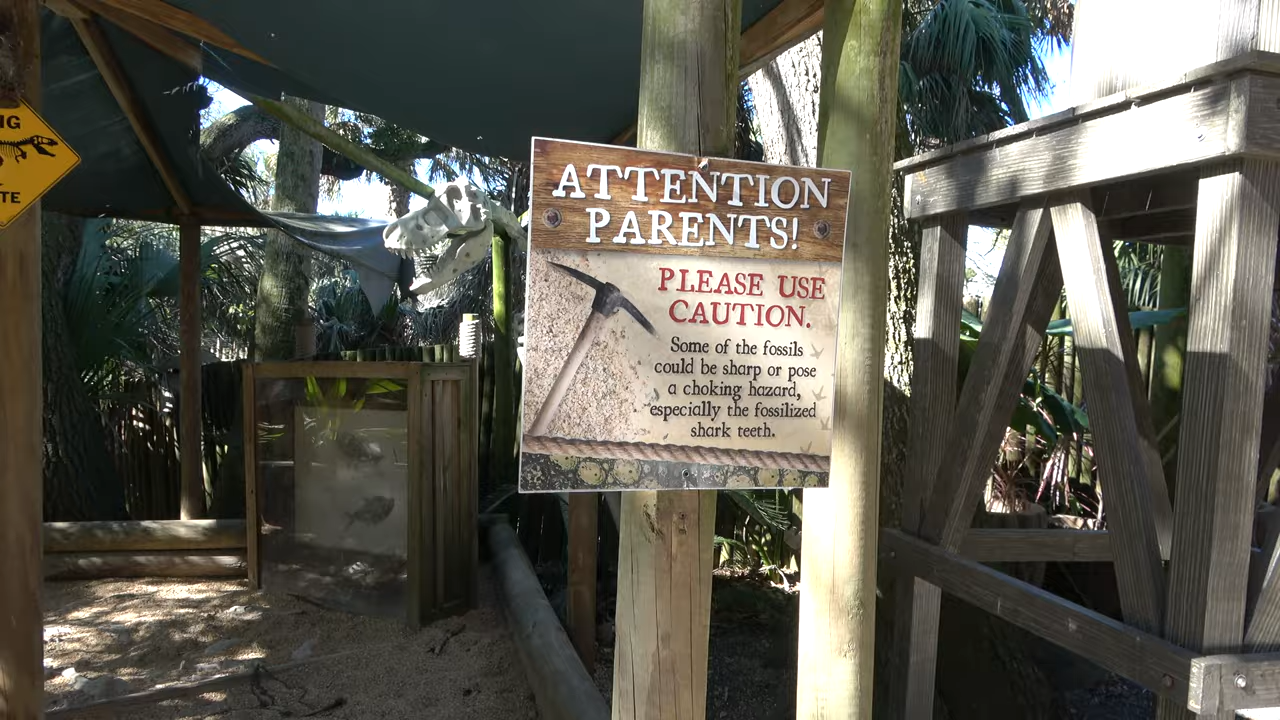 ATTENTION
PARENTS!
PLEASE USE
CAUTION.
Some of the fossils
could be sharp or pose
a choking hazard,
especially the fossilized
shark teeth.